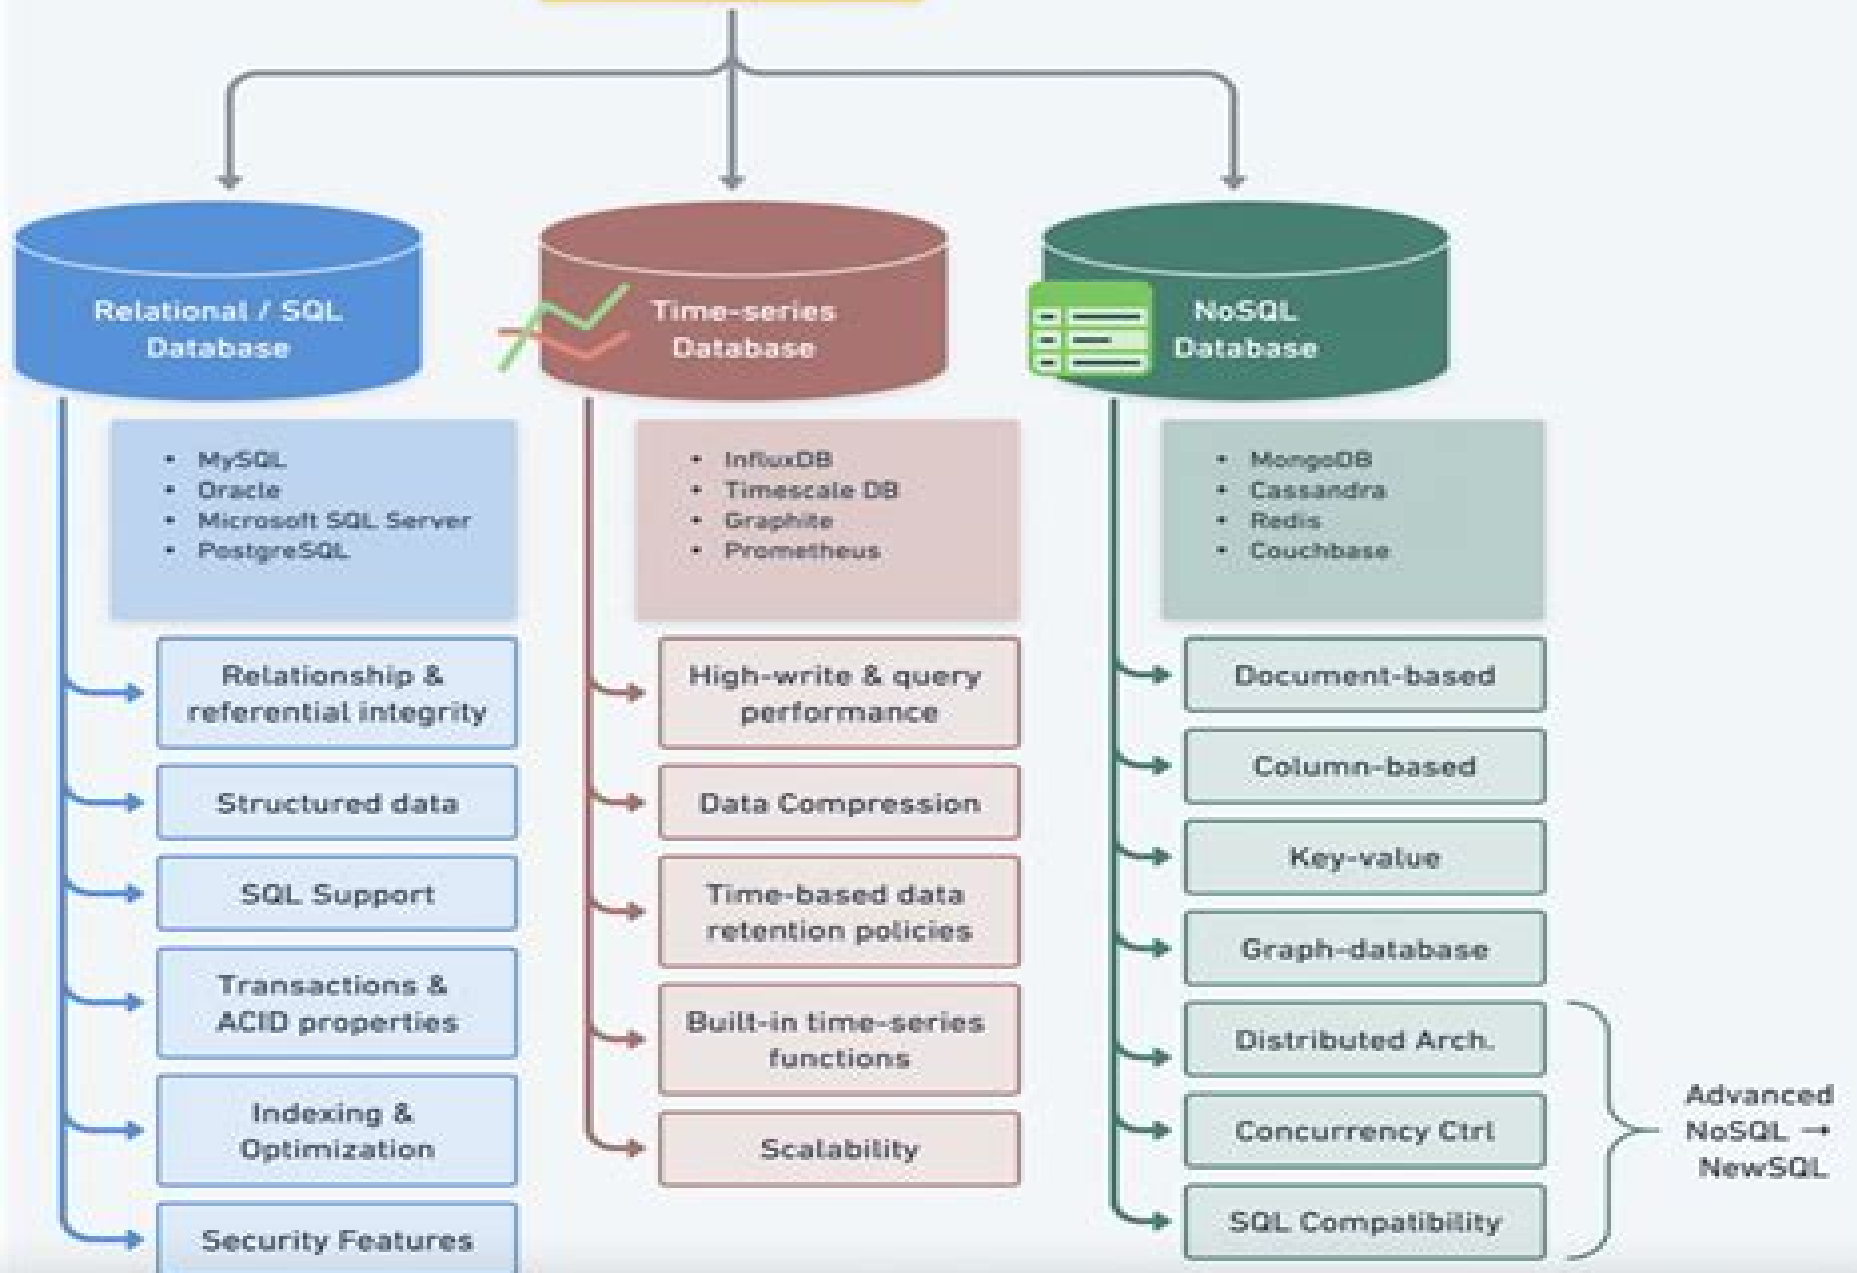 Relational / SQL
Database
MySQL
Oracle
Microsoft SQL Server
PostgreSQL
Relationship &
referential integrity
Structured data
SQL Support
Transactions &
ACID properties
Indexing &
Optimization
Security Features
Time-series
Database
InfluxDB
Timescale DB
Graphite
Prometheus
High-write & query
performance
Data Compression
Time-based data
retention policies
Built-in time-series
functions
Scalability
NoSQL
Database
MongoDB
Cassandra
Redis
Couchbase
Document-based
Column-based
Key-value
Graph-database
Distributed Arch.
Concurrency Ctrl
SQL Compatibility
Advanced
NoSQL →
NewSQL